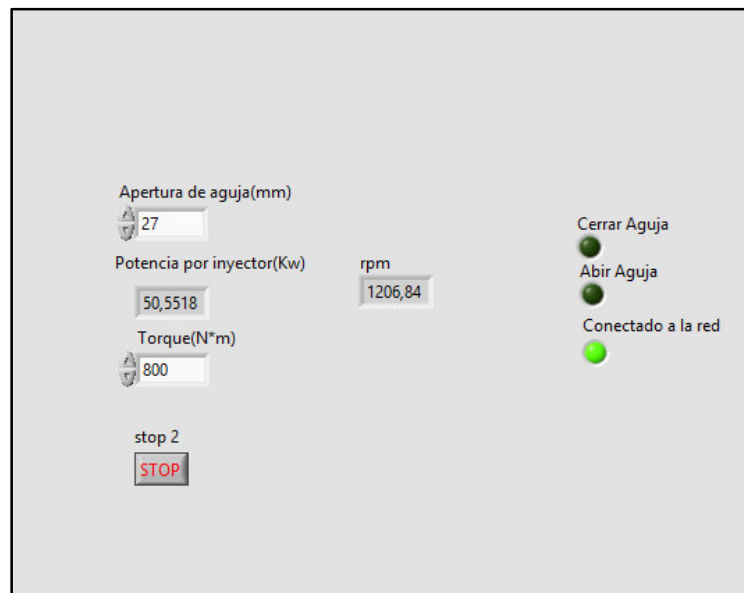 Apertura de aguja(mm)
27
Cerrar Aguja
Potencia por inyector(Kw)
rpm
Abir Aguja
50,5518
1206,84
Conectado a la red
Torque(N*m)
800
stop 2
STOP